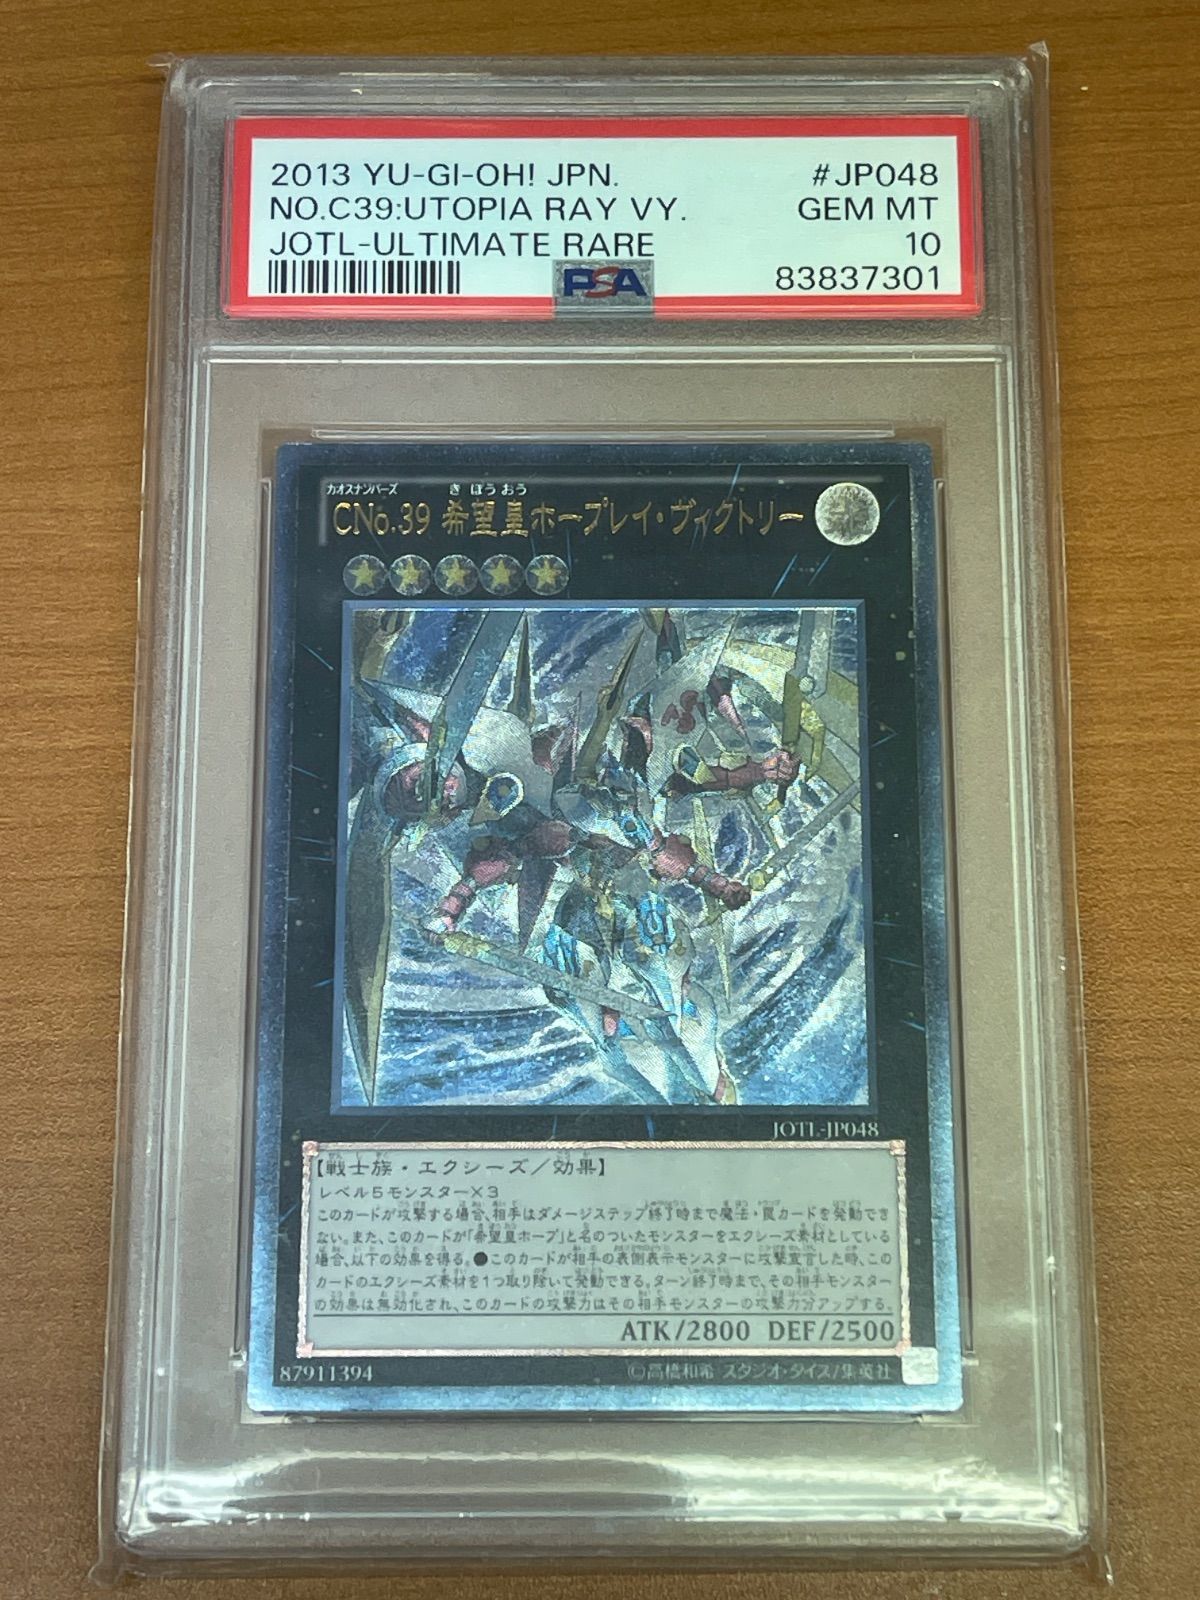 2013 YU-GI-OH! JPN. #JP048
NO.C39:UTOPIA RAY VY. GEM MT
JOTL-ULTIMATE RARE 10
PSA 83837301
カオスナンバーズ き ぼう おう
CNo.39 希望皇ホープレイ・ヴィクトリー
39
JOTL-JP048
【戦士族・エクシーズ/効果】
レベル5モンスター×3
このカードが攻撃する場合、相手はダメージステップ終了時まで魔法・罠カードを発動でき
ない。また、このカードが「希望皇ホープ」と名のついたモンスターをエクシーズ素材としている
場合、以下の効果を得る。●このカードが相手の表側表示モンスターに攻撃宣言した時、この
カードのエクシーズ素材を1つ取り除いて発動できる。ターン終了時まで、その相手モンスター
の効果は無効化され、このカードの攻撃力はその相手モンスターの攻撃力分アップする。
ATK/2800 DEF/2500
87911394 ©高橋和希 スタジオ・ダイス/集英社